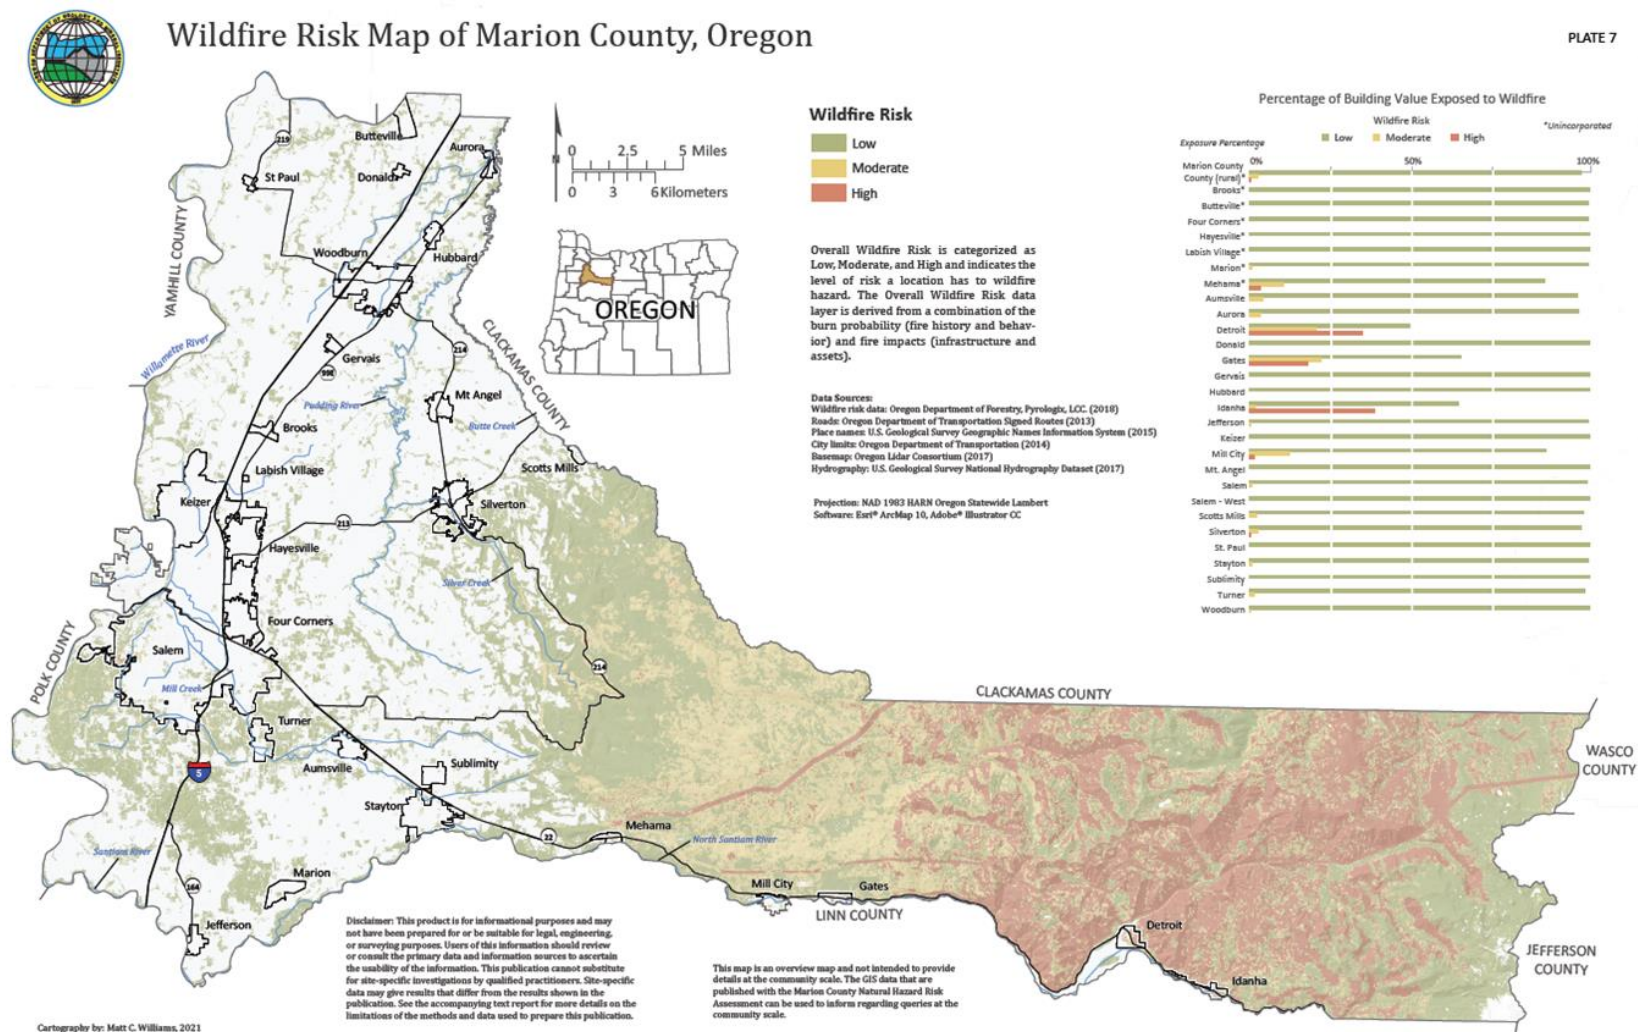 Wildfire Risk Map of Marion County, Oregon
PLATE 7
Wildfire Risk
Low
Moderate
High
0 2.5 5 Miles
0 3 6 Kilometers
N
OREGON
Overall Wildfire Risk is categorized as
Low, Moderate, and High and indicates the
level of risk a location has to wildfire
hazard. The Overall Wildfire Risk data
layer is derived from a combination of the
burn probability (fire history and behav-
ior) and fire impacts (infrastructure and
assets).
Data Sources:
Wildfire risk data: Oregon Department of Forestry, Pyrologix, LCC. (2018)
Roads: Oregon Department of Transportation Signed Routes (2013)
Place names: U.S. Geological Survey Geographic Names Information System (2015)
City limits: Oregon Department of Transportation (2014)
Basemap: Oregon Lidar Consortium (2017)
Hydrography: U.S. Geological Survey National Hydrography Dataset (2017)
Projection: NAD 1983 HARN Oregon Statewide Lambert
Software: Esri® ArcMap 10, Adobe® Illustrator CC
Percentage of Building Value Exposed to Wildfire
Wildfire Risk
*Unincorporated
Low Moderate High
Exposure Percentage
0% 50% 100%
Marion County
County (rural)*
Brooks*
Butteville*
Four Corners*
Hayesville*
Labish Village*
Marion*
Mehama*
Aumsville
Aurora
Detroit
Donald
Gates
Gervais
Hubbard
Idanha
Jefferson
Keizer
Mill City
Mt. Angel
Salem
Salem - West
Scotts Mills
Silverton
St. Paul
Stayton
Sublimity
Turner
Woodburn
219
Butteville
Aurora
St Paul
Donald
YAMHILL COUNTY
Woodburn
Hubbard
Willamette River
CLACKAMAS COUNTY
Gervais
99E
214
Mt Angel
Pudding River
Butte Creek
Brooks
Labish Village
Scotts Mills
Keizer
Silverton
213
Hayesville
Silver Creek
Four Corners
POLK COUNTY
Salem
Mill Creek
214
CLACKAMAS COUNTY
Turner
WASCO
COUNTY
5
Aumsville
Sublimity
Stayton
Mehama
22
North Santiam River
Santiam River
Marion
164
Mill City
Gates
LINN COUNTY
Jefferson
Detroit
Idanha
JEFFERSON
COUNTY
Disclaimer: This product is for informational purposes and may
not have been prepared for or be suitable for legal, engineering,
or surveying purposes. Users of this information should review
or consult the primary data and information sources to ascertain
the usability of the information. This publication cannot substitute
for site-specific investigations by qualified practitioners. Site-specific
data may give results that differ from the results shown in the
publication. See the accompanying text report for more details on the
limitations of the methods and data used to prepare this publication.
This map is an overview map and not intended to provide
details at the community scale. The GIS data that are
published with the Marion County Natural Hazard Risk
Assessment can be used to inform regarding queries at the
community scale.
Cartography by: Matt C. Williams, 2021